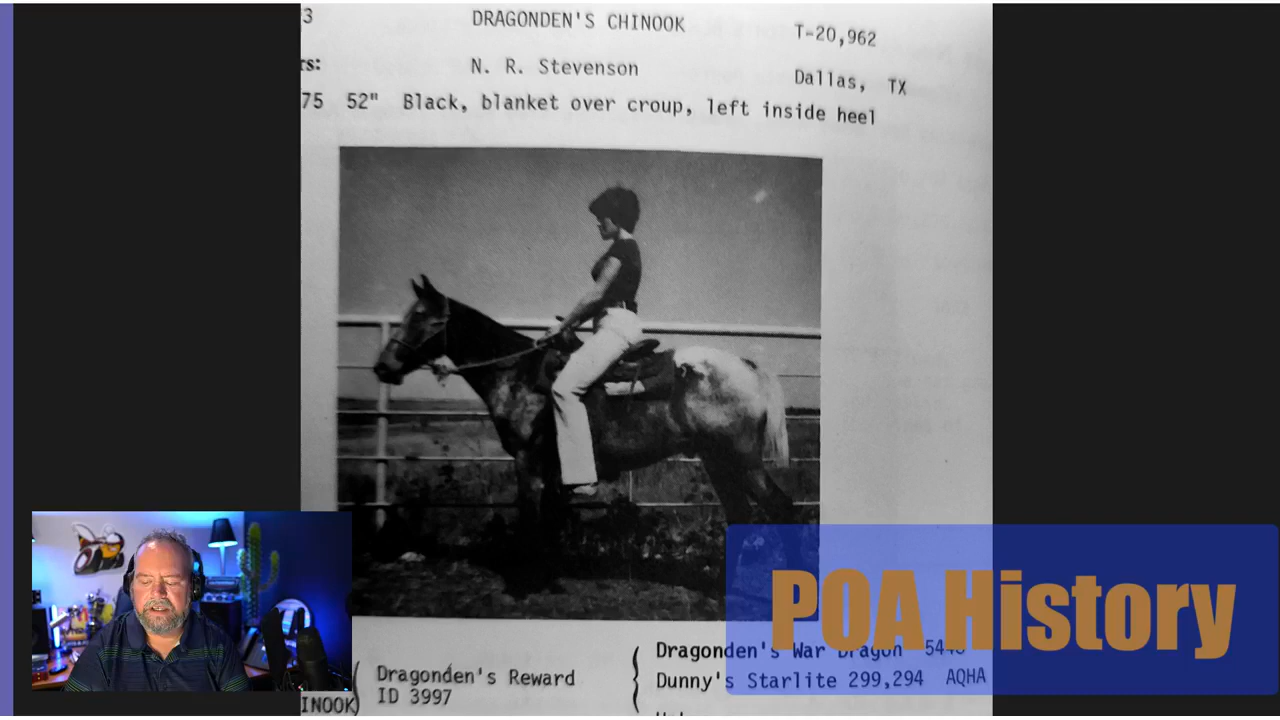 3 DRAGONDEN'S CHINOOK T-20,962
rs: N. R. Stevenson Dallas, TX
75 52" Black, blanket over croup, left inside heel
POA History
Dragonden's War Dragon
Dragonden's Reward
Dunny's Starlite 299,294 AQHA
ID 3997
INOOK